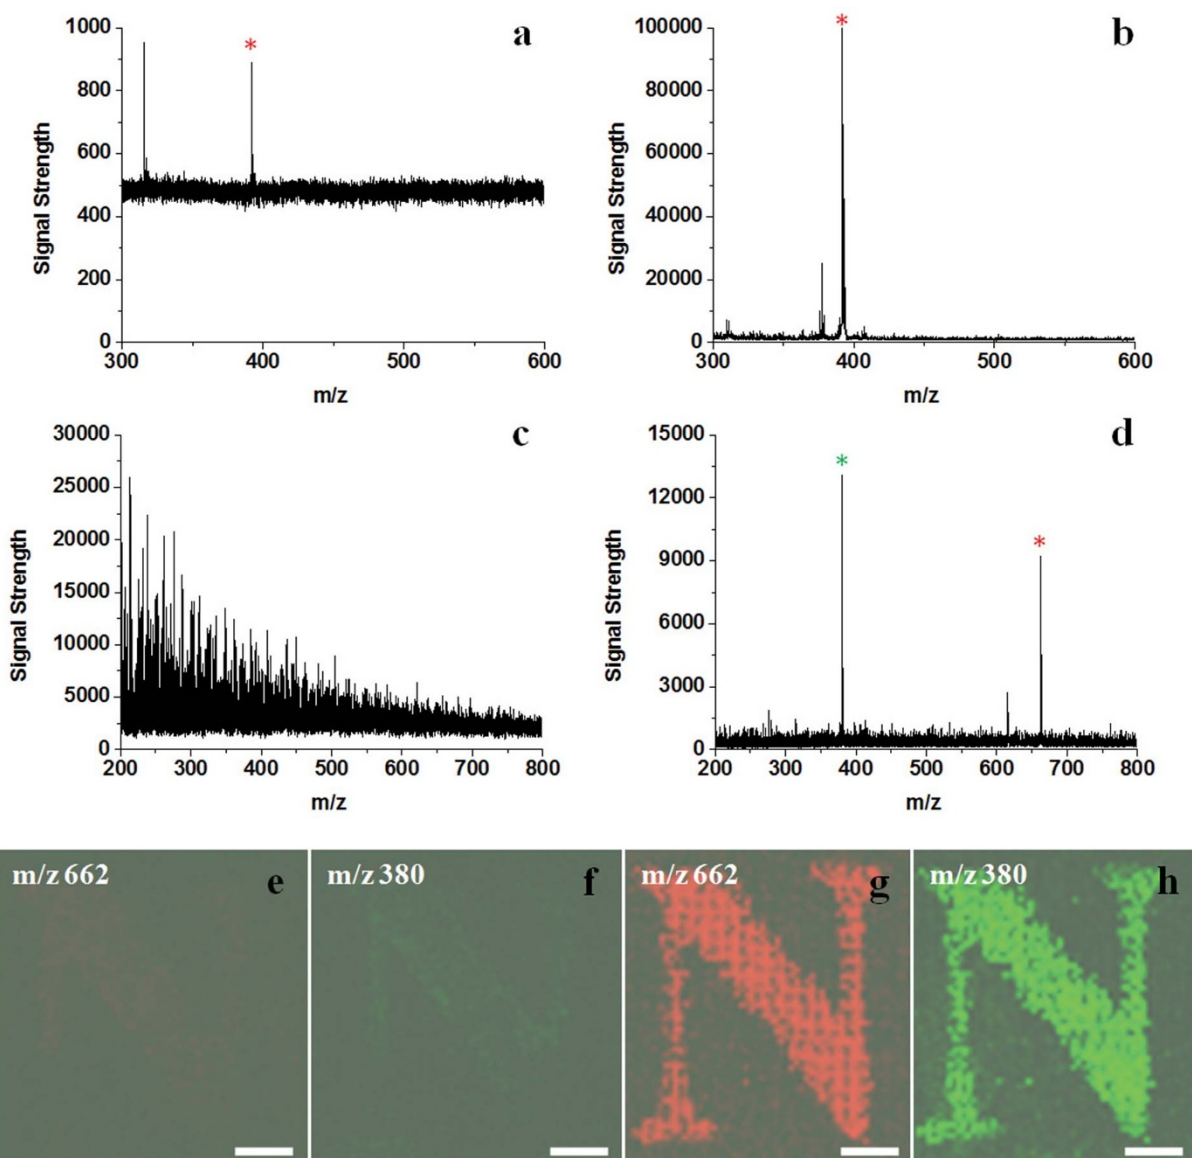 a
1000
800
600
400
200
0
300 400 500 600
Signal Strength
m/z
*
b
100000
80000
60000
40000
20000
0
300 400 500 600
Signal Strength
m/z
*
c
30000
25000
20000
15000
10000
5000
0
200 300 400 500 600 700 800
Signal Strength
m/z
d
15000
12000
9000
6000
3000
0
200 300 400 500 600 700 800
Signal Strength
m/z
*
*
m/z 662 e
m/z 380 f
m/z 662 g
m/z 380 h
N
N